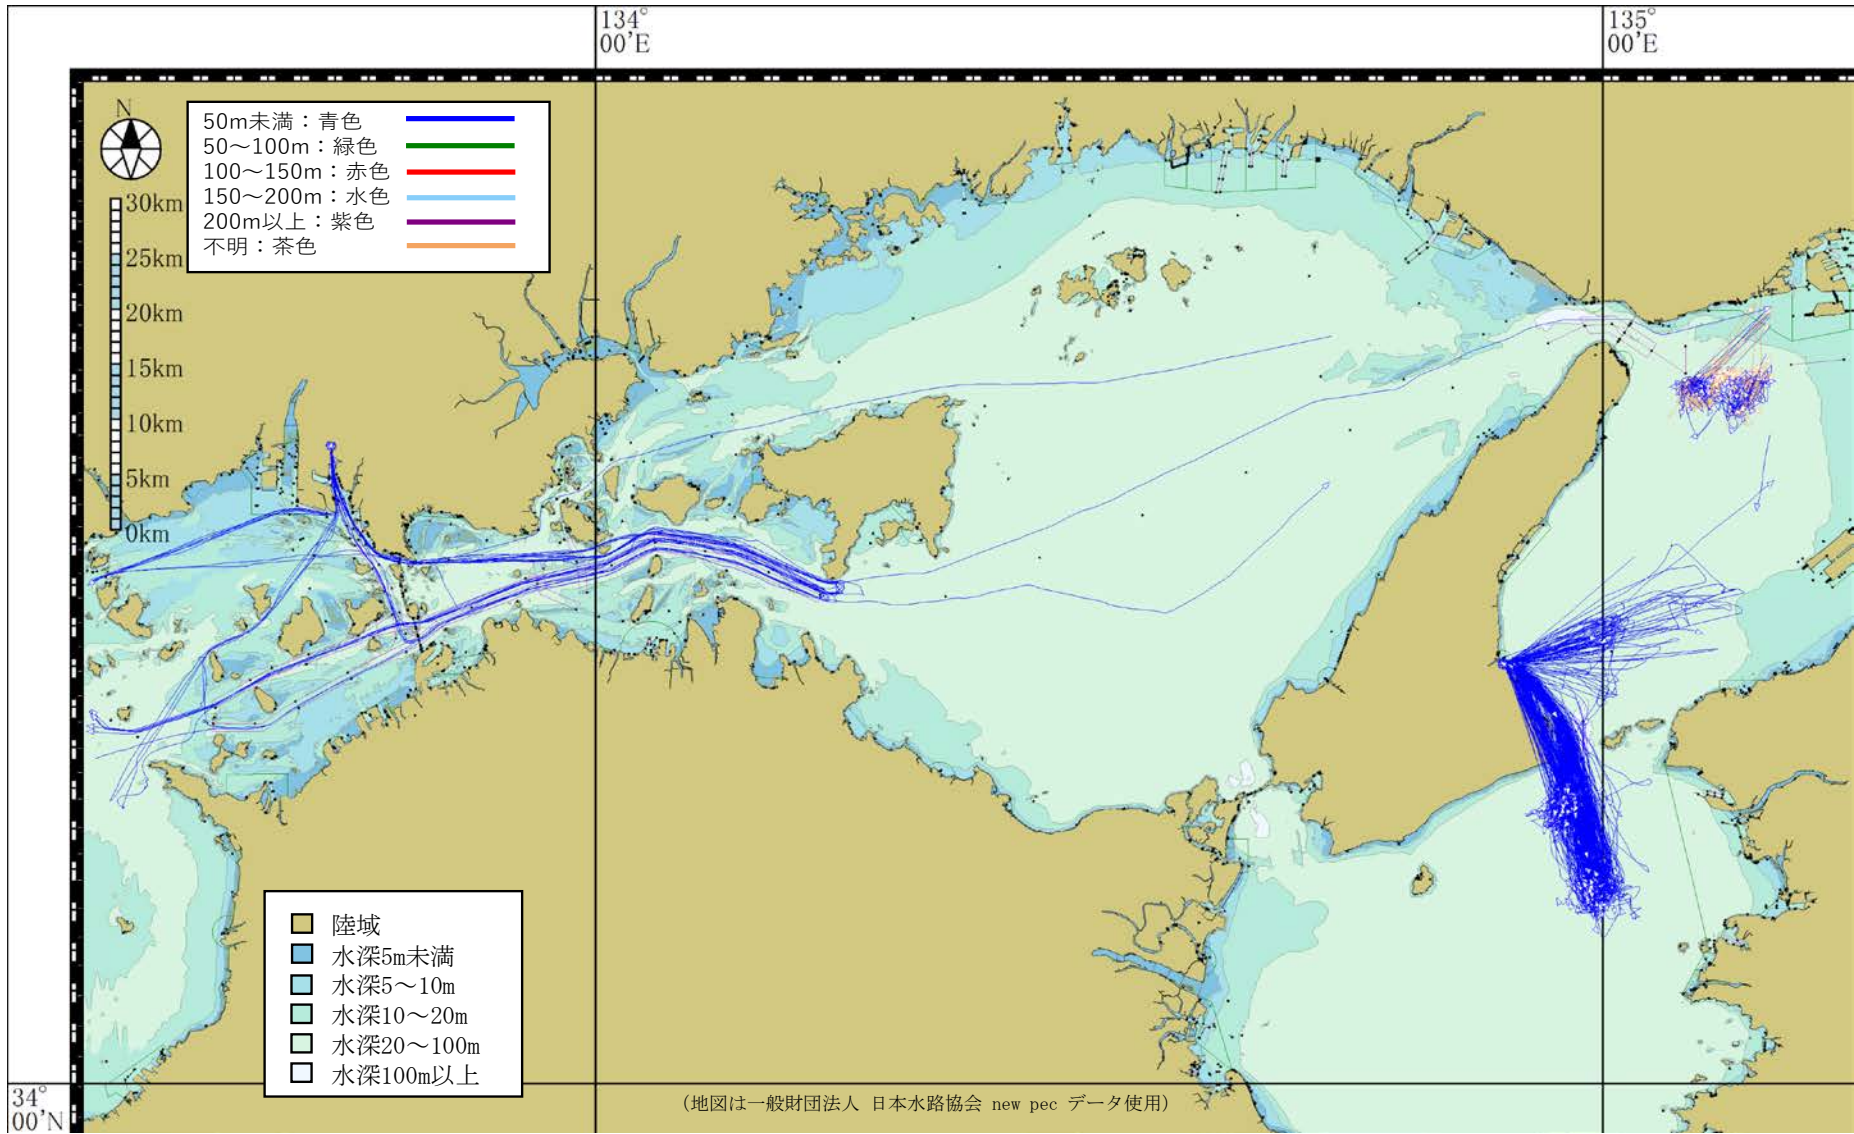 134°
00'E
135°
00'E
N
50m未満：青色
50～100m：緑色
100～150m：赤色
150～200m：水色
200m以上：紫色
不明：茶色
30km
25km
20km
15km
10km
5km
0km
陸域
水深5m未満
水深5～10m
水深10～20m
水深20～100m
水深100m以上
34°
00'N
(地図は一般財団法人 日本水路協会 new pec データ使用)